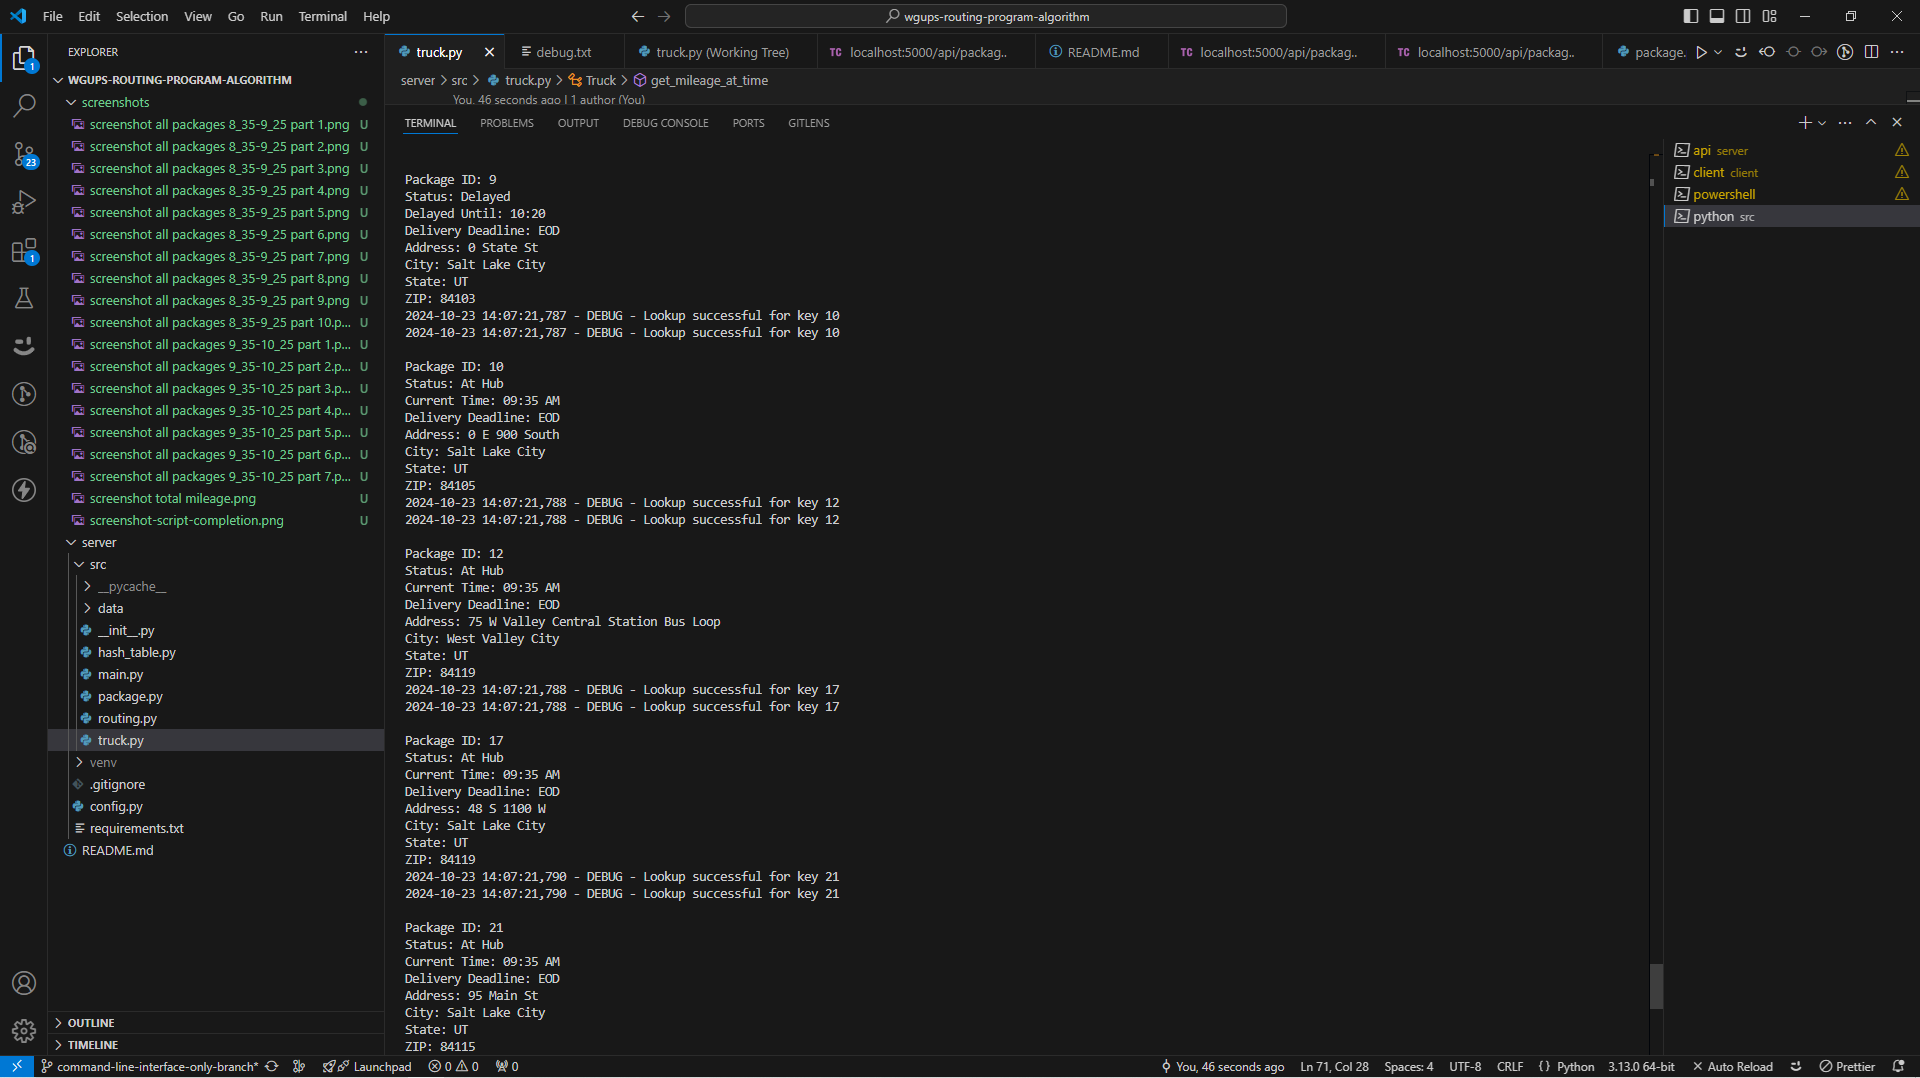 File Edit Selection View Go Run Terminal Help
wgups-routing-program-algorithm
EXPLORER
WGUPS-ROUTING-PROGRAM-ALGORITHM
screenshots
screenshot all packages 8_35-9_25 part 1.png U
screenshot all packages 8_35-9_25 part 2.png U
screenshot all packages 8_35-9_25 part 3.png U
screenshot all packages 8_35-9_25 part 4.png U
screenshot all packages 8_35-9_25 part 5.png U
screenshot all packages 8_35-9_25 part 6.png U
screenshot all packages 8_35-9_25 part 7.png U
screenshot all packages 8_35-9_25 part 8.png U
screenshot all packages 8_35-9_25 part 9.png U
screenshot all packages 8_35-9_25 part 10.p... U
screenshot all packages 9_35-10_25 part 1.p... U
screenshot all packages 9_35-10_25 part 2.p... U
screenshot all packages 9_35-10_25 part 3.p... U
screenshot all packages 9_35-10_25 part 4.p... U
screenshot all packages 9_35-10_25 part 5.p... U
screenshot all packages 9_35-10_25 part 6.p... U
screenshot all packages 9_35-10_25 part 7.p... U
screenshot total mileage.png U
screenshot-script-completion.png U
server
src
__pycache__
data
__init__.py
hash_table.py
main.py
package.py
routing.py
truck.py
venv
.gitignore
config.py
requirements.txt
README.md
OUTLINE
TIMELINE
1
23
1
truck.py
debug.txt
truck.py (Working Tree)
TC localhost:5000/api/packag..
README.md
TC localhost:5000/api/packag..
TC localhost:5000/api/packag..
package.
server > src > truck.py > Truck > get_mileage_at_time
You, 46 seconds ago | 1 author (You)
TERMINAL PROBLEMS OUTPUT DEBUG CONSOLE PORTS GITLENS
Package ID: 9
Status: Delayed
Delayed Until: 10:20
Delivery Deadline: EOD
Address: 0 State St
City: Salt Lake City
State: UT
ZIP: 84103
2024-10-23 14:07:21,787 - DEBUG - Lookup successful for key 10
2024-10-23 14:07:21,787 - DEBUG - Lookup successful for key 10
Package ID: 10
Status: At Hub
Current Time: 09:35 AM
Delivery Deadline: EOD
Address: 0 E 900 South
City: Salt Lake City
State: UT
ZIP: 84105
2024-10-23 14:07:21,788 - DEBUG - Lookup successful for key 12
2024-10-23 14:07:21,788 - DEBUG - Lookup successful for key 12
Package ID: 12
Status: At Hub
Current Time: 09:35 AM
Delivery Deadline: EOD
Address: 75 W Valley Central Station Bus Loop
City: West Valley City
State: UT
ZIP: 84119
2024-10-23 14:07:21,788 - DEBUG - Lookup successful for key 17
2024-10-23 14:07:21,788 - DEBUG - Lookup successful for key 17
Package ID: 17
Status: At Hub
Current Time: 09:35 AM
Delivery Deadline: EOD
Address: 48 S 1100 W
City: Salt Lake City
State: UT
ZIP: 84119
2024-10-23 14:07:21,790 - DEBUG - Lookup successful for key 21
2024-10-23 14:07:21,790 - DEBUG - Lookup successful for key 21
Package ID: 21
Status: At Hub
Current Time: 09:35 AM
Delivery Deadline: EOD
Address: 95 Main St
City: Salt Lake City
State: UT
ZIP: 84115
api server
client client
powershell
python src
command-line-interface-only-branch*
Launchpad
0 0
0
You, 46 seconds ago
Ln 71, Col 28
Spaces: 4
UTF-8
CRLF
{ } Python
3.13.0 64-bit
Auto Reload
Prettier